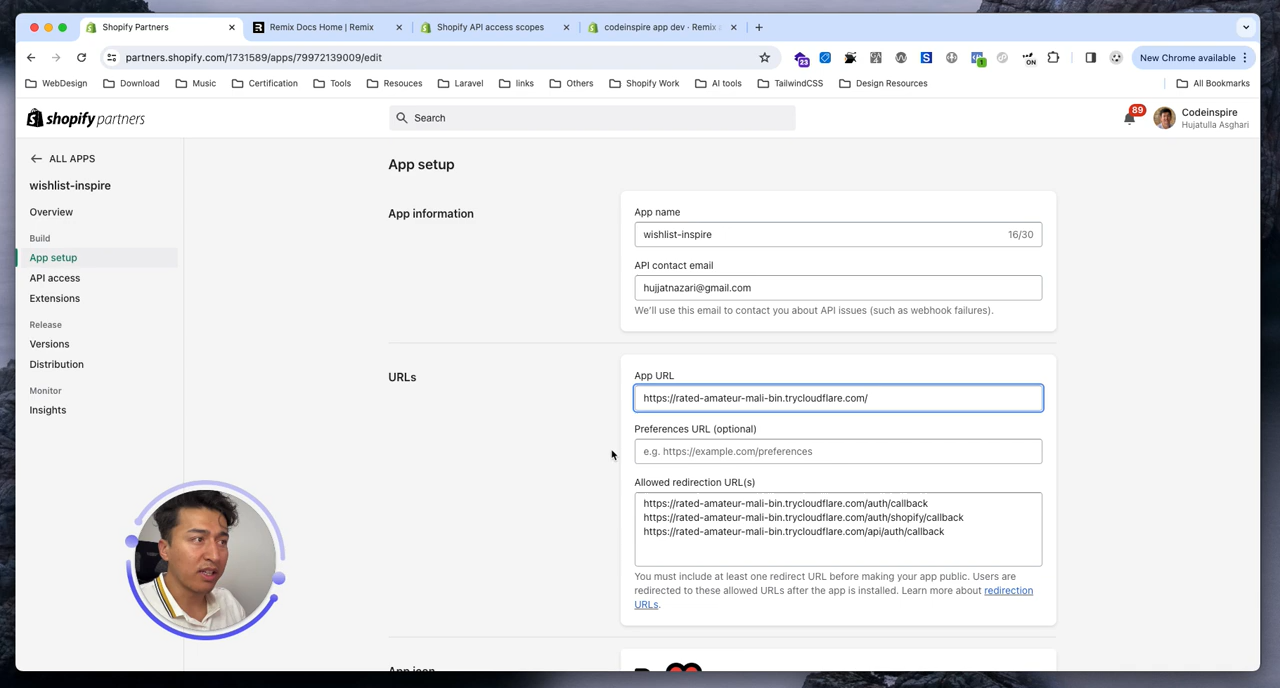 Shopify Partners
Remix Docs Home | Remix
Shopify API access scopes
codeinspire app dev · Remix a
partners.shopify.com/1731589/apps/79972139009/edit
23
1
ON
New Chrome available
WebDesign
Download
Music
Certification
Tools
Resouces
Laravel
links
Others
Shopify Work
AI tools
TailwindCSS
Design Resources
All Bookmarks
shopify partners
Search
89
Codeinspire
Hujatulla Asghari
ALL APPS
wishlist-inspire
Overview
Build
App setup
API access
Extensions
Release
Versions
Distribution
Monitor
Insights
App setup
App information
App name
wishlist-inspire
16/30
API contact email
hujjatnazari@gmail.com
We'll use this email to contact you about API issues (such as webhook failures).
URLs
App URL
https://rated-amateur-mali-bin.trycloudflare.com/
Preferences URL (optional)
e.g. https://example.com/preferences
Allowed redirection URL(s)
https://rated-amateur-mali-bin.trycloudflare.com/auth/callback
https://rated-amateur-mali-bin.trycloudflare.com/auth/shopify/callback
https://rated-amateur-mali-bin.trycloudflare.com/api/auth/callback
You must include at least one redirect URL before making your app public. Users are
redirected to these allowed URLs after the app is installed. Learn more about redirection
URLs.
App icon